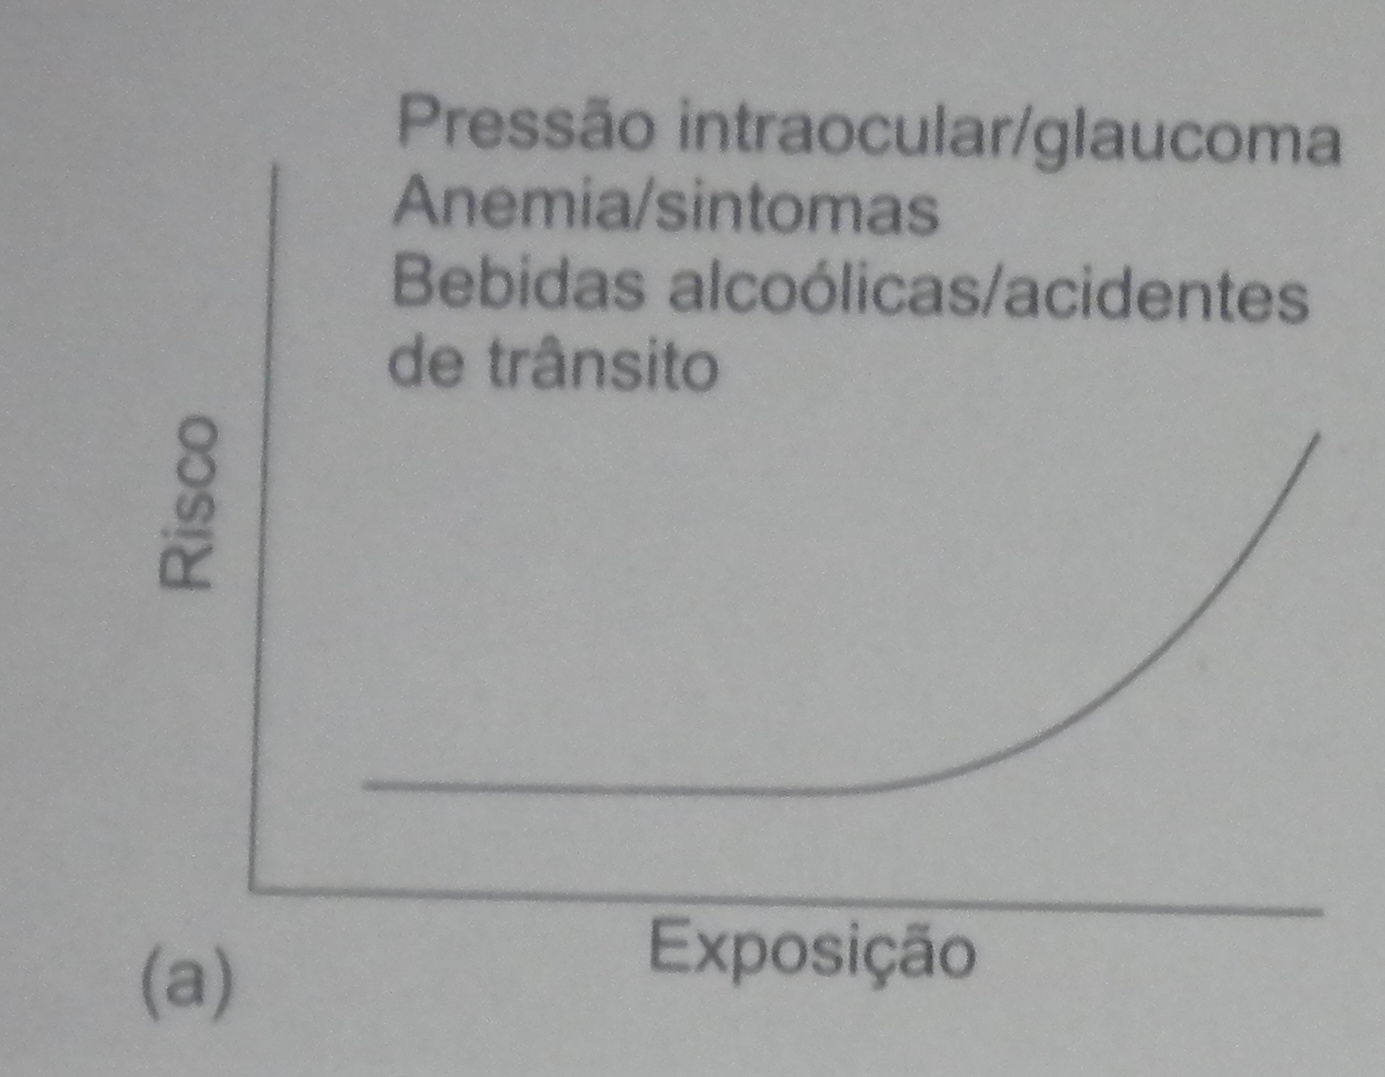 Pressão intraocular/glaucoma
Anemia/sintomas
Bebidas alcoólicas/acidentes
de trânsito
Risco
Exposição
(a)